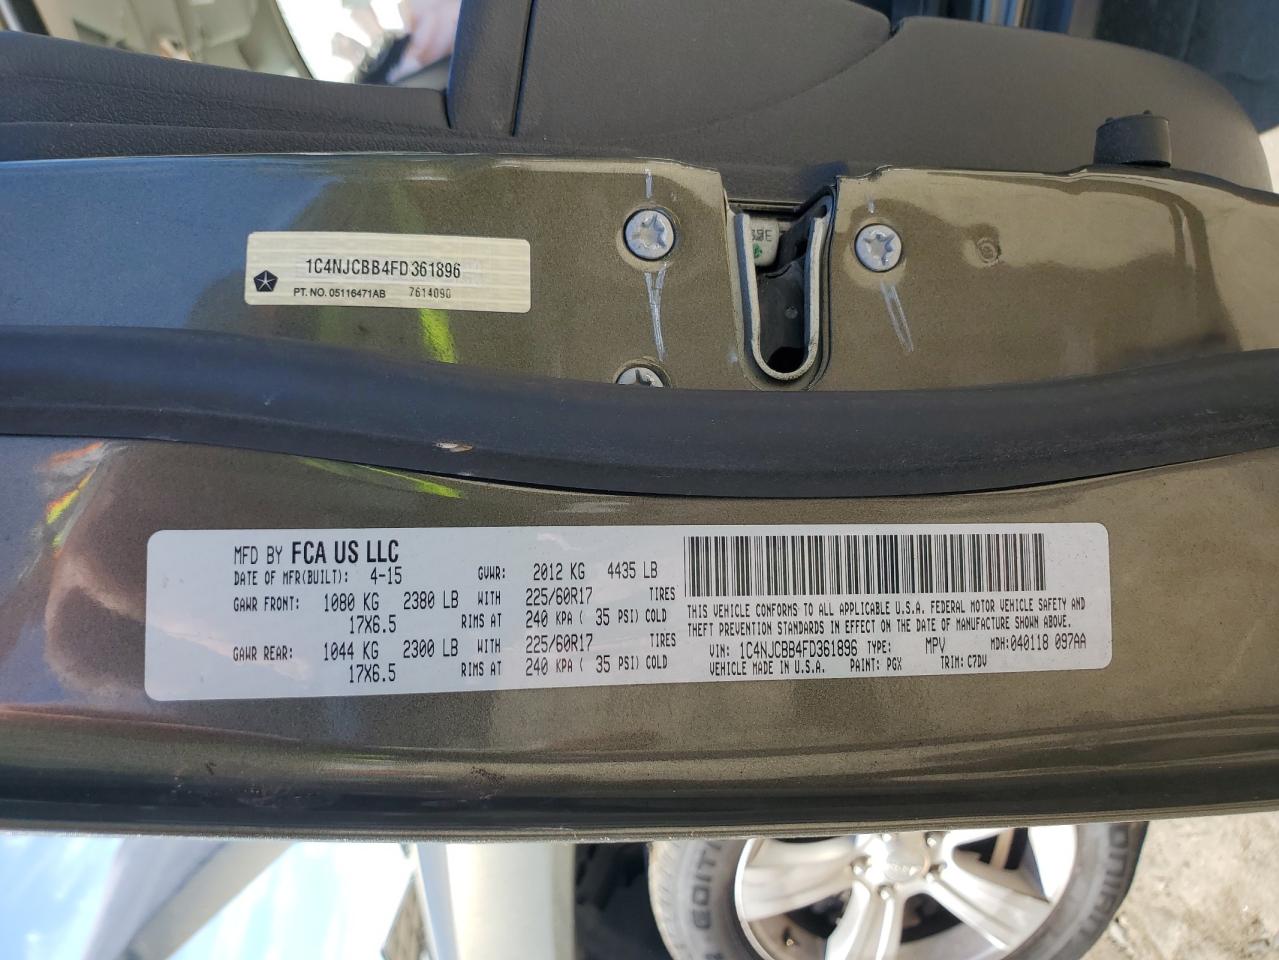 1C4NJCBB4FD361896
PT. NO. 05116471AB 7614090
MFD BY FCA US LLC
DATE OF MFR(BUILT): 4-15 GVWR: 2012 KG 4435 LB
GAWR FRONT: 1080 KG 2380 LB WITH 225/60R17 TIRES
17X6.5 RIMS AT 240 KPA ( 35 PSI) COLD
GAWR REAR: 1044 KG 2300 LB WITH 225/60R17 TIRES
17X6.5 RIMS AT 240 KPA ( 35 PSI) COLD
THIS VEHICLE CONFORMS TO ALL APPLICABLE U.S.A. FEDERAL MOTOR VEHICLE SAFETY AND
THEFT PREVENTION STANDARDS IN EFFECT ON THE DATE OF MANUFACTURE SHOWN ABOVE.
VIN: 1C4NJCBB4FD361896 TYPE: MPV MDH: 040118 097AA
VEHICLE MADE IN U.S.A. PAINT: PGX TRIM: C7DV